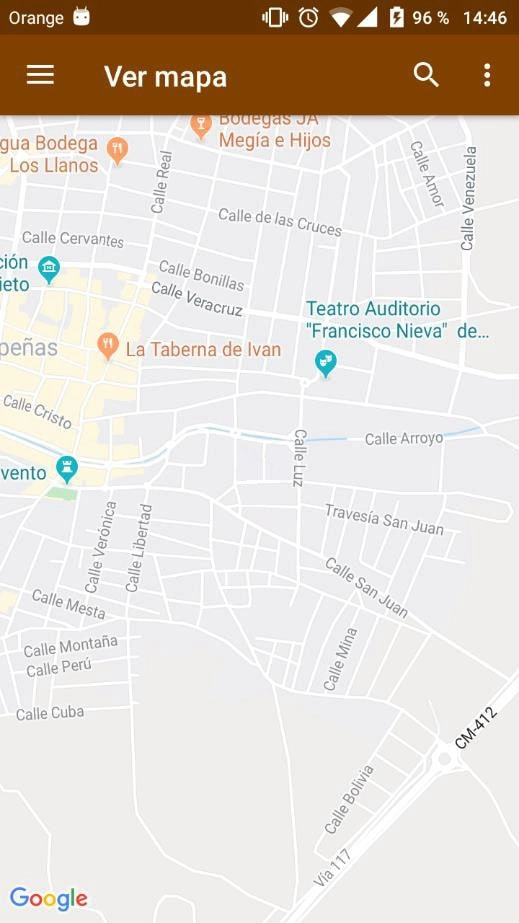 Orange 96 % 14:46
Ver mapa
Bodegas JA
Megía e Hijos
gua Bodega
Los Llanos
Calle Real
Calle Amor
Calle Venezuela
Calle de las Cruces
Calle Cervantes
ción
ieto
Calle Bonillas
Calle Veracruz
Teatro Auditorio
"Francisco Nieva" de...
peñas
La Taberna de Ivan
Calle Cristo
Calle Luz
Calle Arroyo
vento
Calle Verónica
Calle Libertad
Travesía San Juan
Calle San Juan
Calle Mesta
Calle Montaña
Calle Perú
Calle Mina
Calle Cuba
CM-412
Calle Bolivia
Vía 117
Google